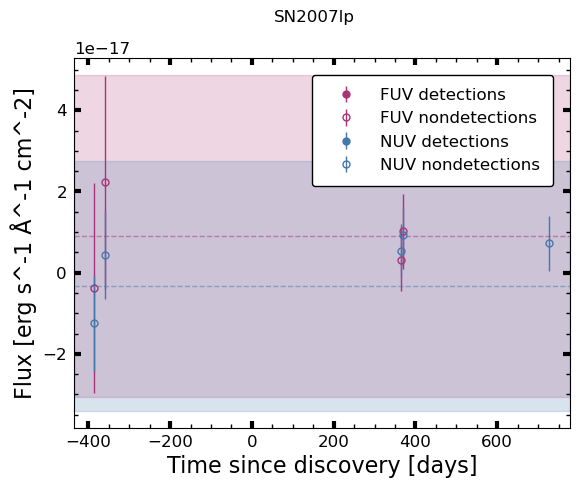 SN2007lp
1e−17
FUV detections
FUV nondetections
NUV detections
NUV nondetections
4
2
0
−2
Flux [erg s^-1 Å^-1 cm^-2]
−400 −200 0 200 400 600
Time since discovery [days]